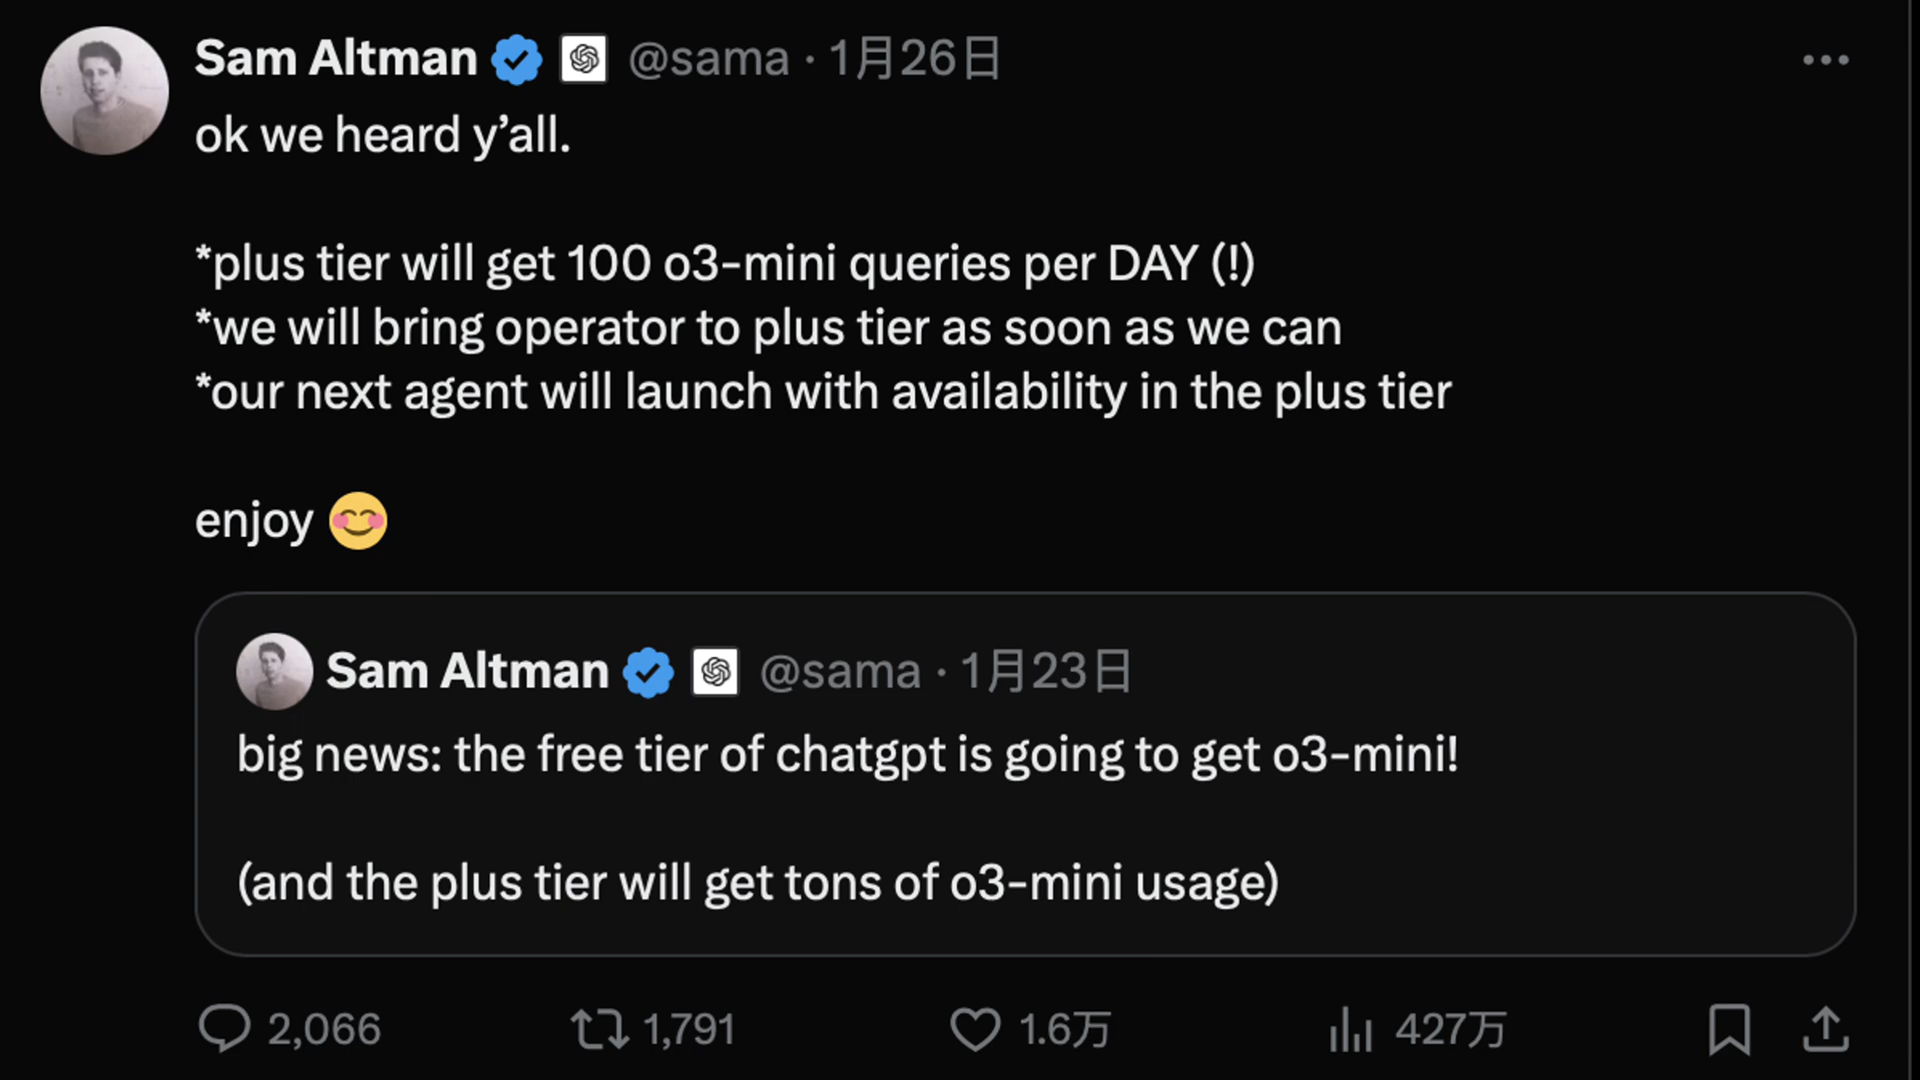 Sam Altman @sama · 1月26日
ok we heard y’all.
*plus tier will get 100 o3-mini queries per DAY (!)
*we will bring operator to plus tier as soon as we can
*our next agent will launch with availability in the plus tier
enjoy 😊
Sam Altman @sama · 1月23日
big news: the free tier of chatgpt is going to get o3-mini!
(and the plus tier will get tons of o3-mini usage)
2,066 1,791 1.6万 427万